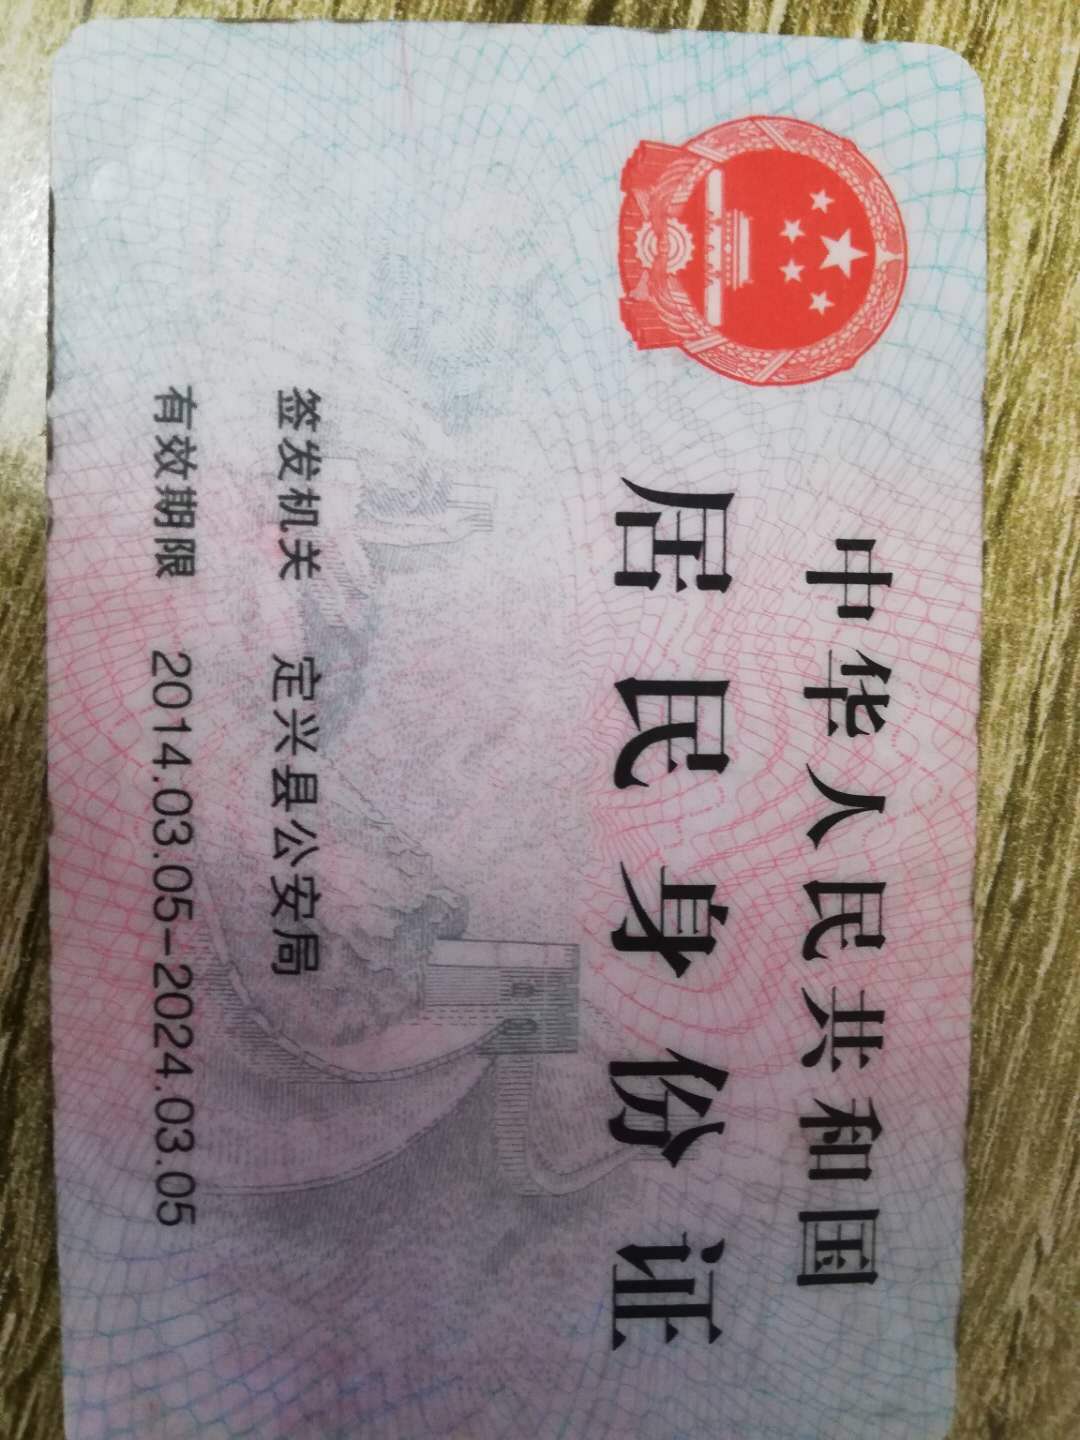 中华人民共和国
居民身份证
签发机关 定兴县公安局
有效期限 2014.03.05-2024.03.05